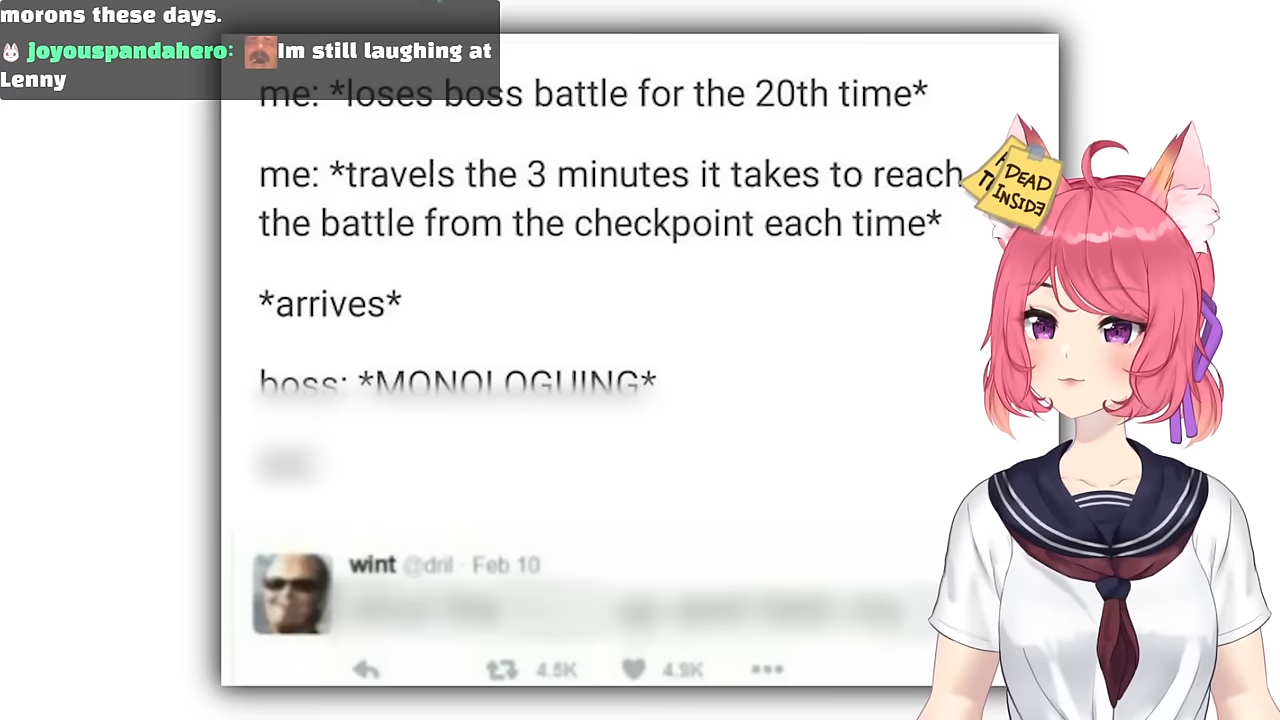 morons these days.
joyouspandahero: Im still laughing at
Lenny
me: *loses boss battle for the 20th time*
me: *travels the 3 minutes it takes to reach
the battle from the checkpoint each time*
*arrives*
boss: *MONOLOGUING*
DEAD
INSIDE
wint @dril · Feb 10
4.5K 4.9K